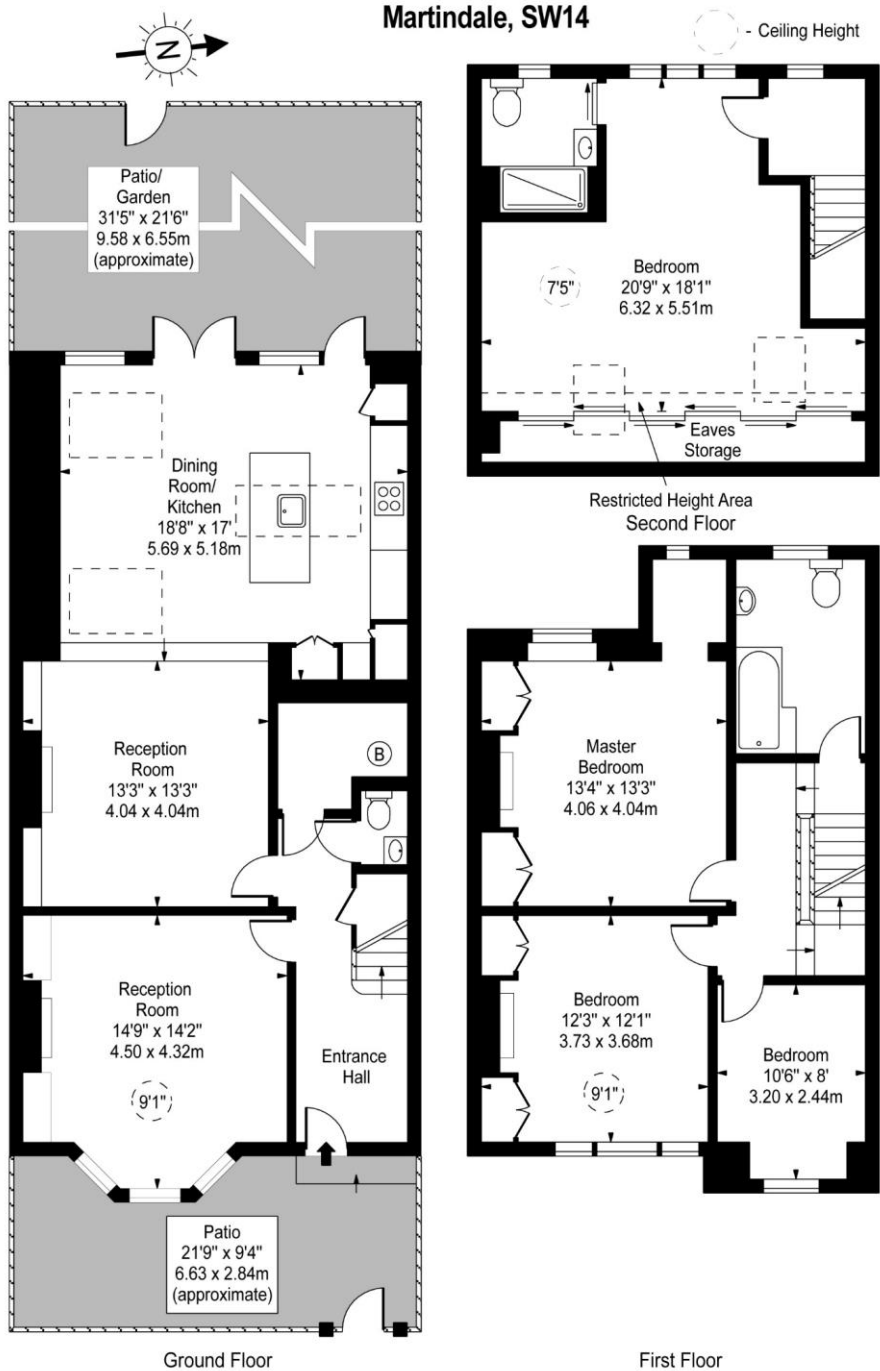 Martindale, SW14
- Ceiling Height
N
Patio/
Garden
31'5" x 21'6"
9.58 x 6.55m
(approximate)
Dining
Room/
Kitchen
18'8" x 17'
5.69 x 5.18m
Reception
Room
13'3" x 13'3"
4.04 x 4.04m
B
Reception
Room
14'9" x 14'2"
4.50 x 4.32m
9'1"
Entrance
Hall
Patio
21'9" x 9'4"
6.63 x 2.84m
(approximate)
Ground Floor
Bedroom
20'9" x 18'1"
6.32 x 5.51m
7'5"
Eaves
Storage
Restricted Height Area
Second Floor
Master
Bedroom
13'4" x 13'3"
4.06 x 4.04m
Bedroom
12'3" x 12'1"
3.73 x 3.68m
9'1"
Bedroom
10'6" x 8'
3.20 x 2.44m
First Floor